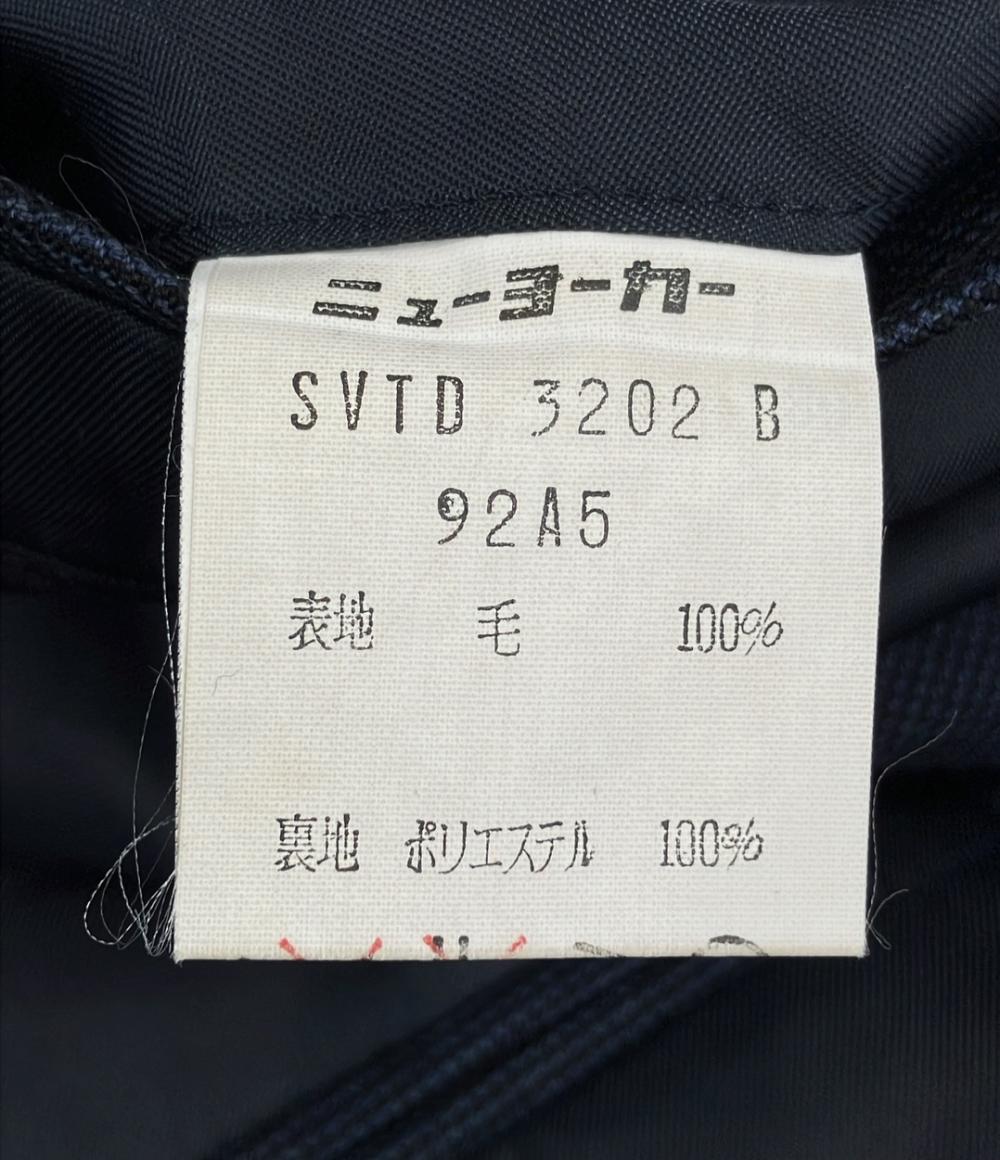 ニューヨーカー
SVTD 3202 B
92A5
表地 毛 100%
裏地 ポリエステル 100%